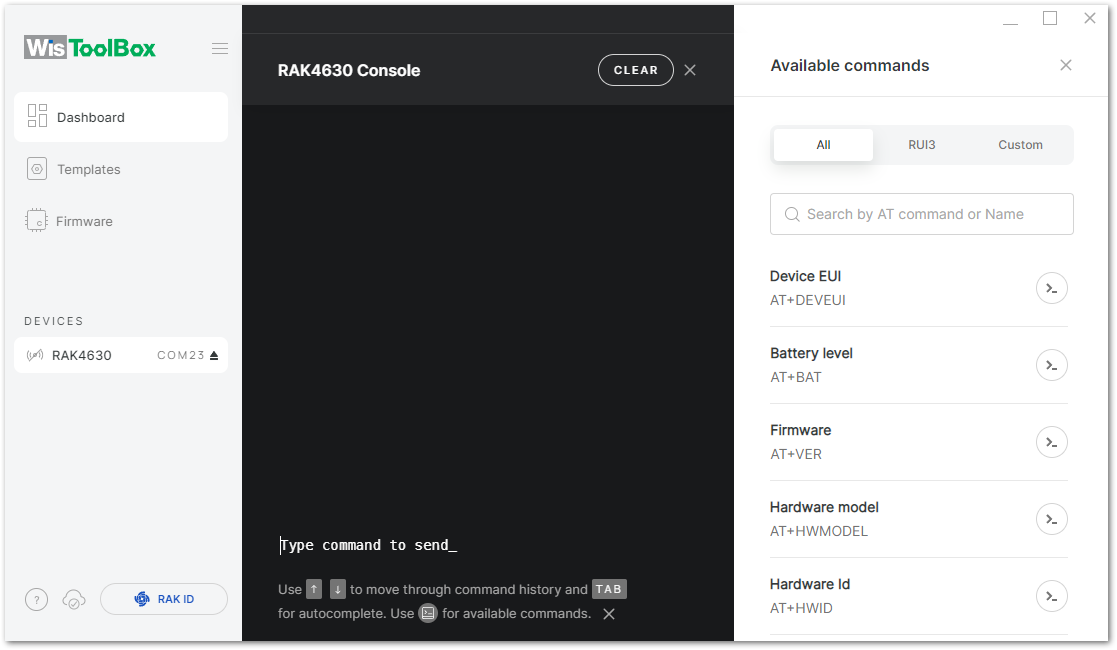 WisToolBox
Dashboard
Templates
Firmware
DEVICES
RAK4630 COM23
?
RAK ID
RAK4630 Console
CLEAR
Type command to send_
Use ↑ ↓ to move through command history and TAB
for autocomplete. Use for available commands.
Available commands
All RUI3 Custom
Search by AT command or Name
Device EUI
AT+DEVEUI
Battery level
AT+BAT
Firmware
AT+VER
Hardware model
AT+HWMODEL
Hardware Id
AT+HWID